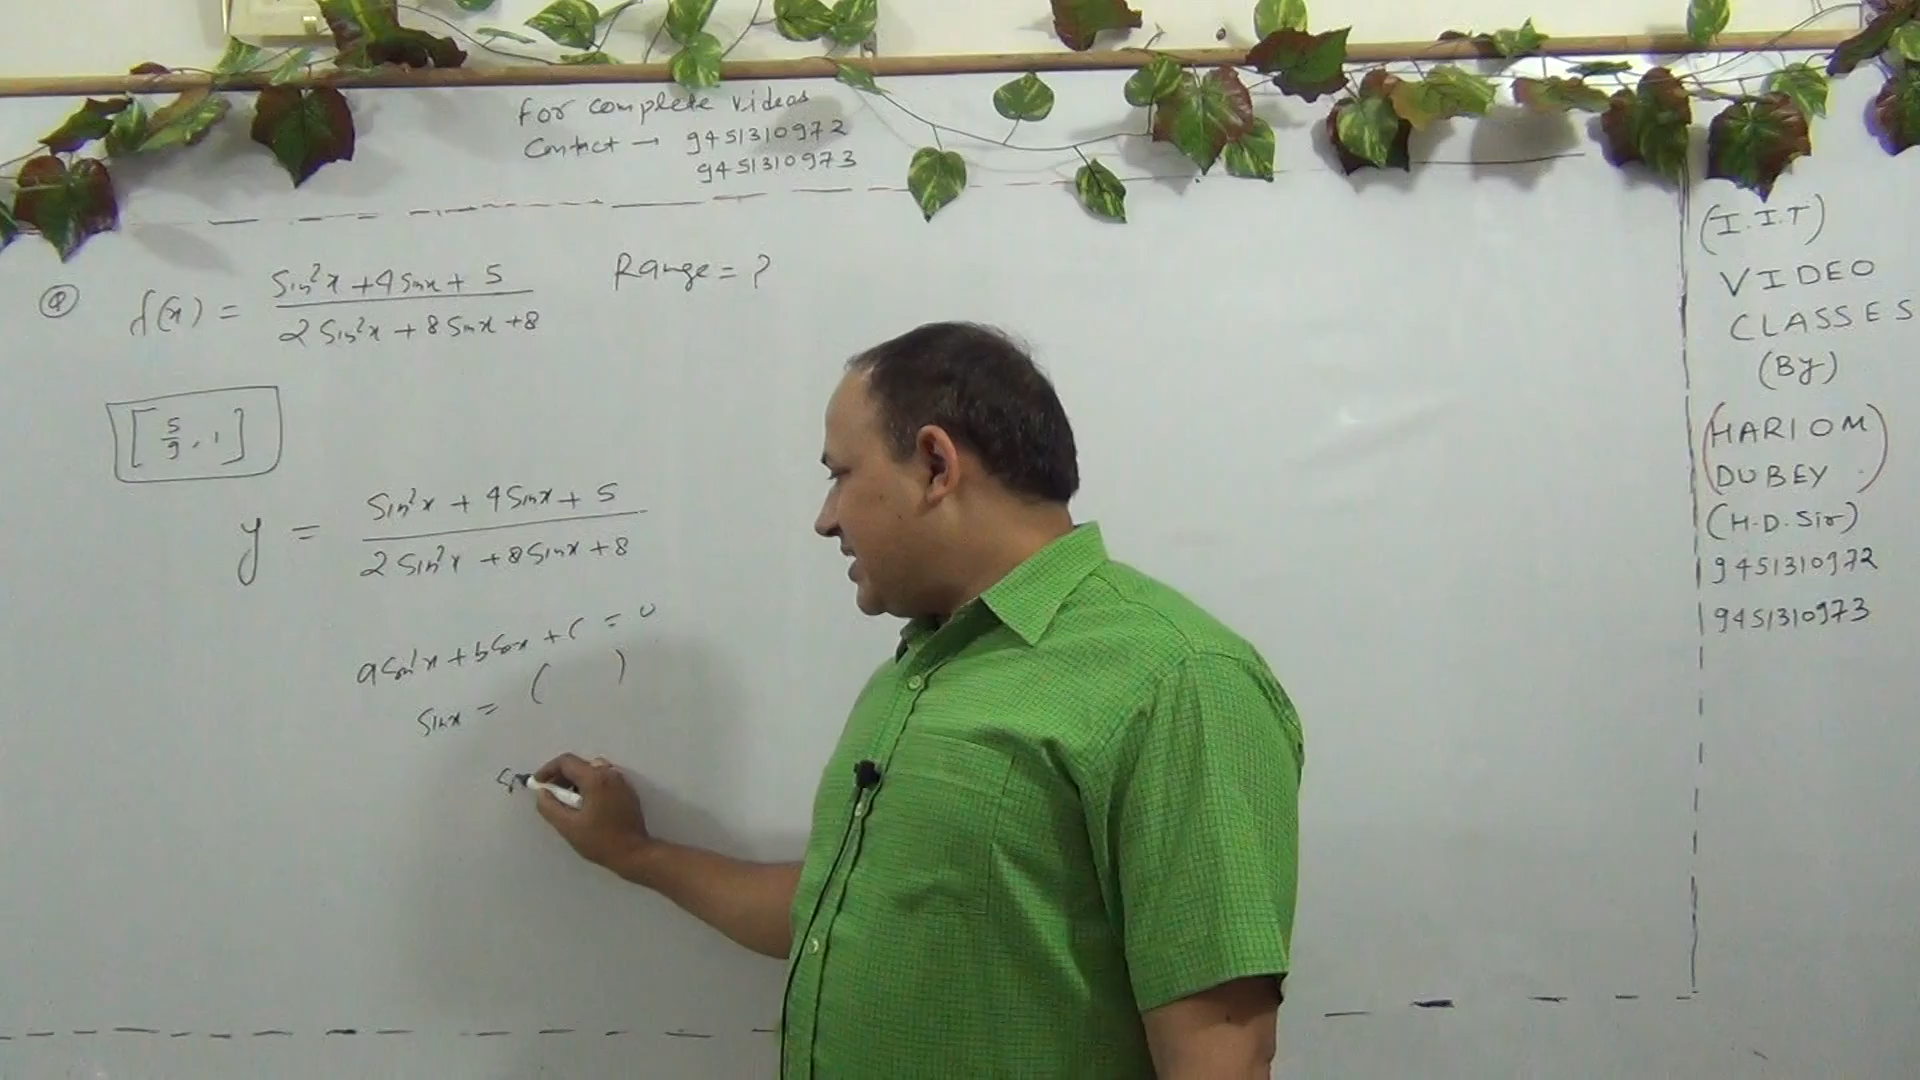 For complete videos
Contact → 9451310972
9451310973
Q f(x) = (Sin²x + 4 Sinx + 5) / (2 Sin²x + 8 Sinx + 8) Range = ?
[5/9, 1]
y = (Sin²x + 4 Sinx + 5) / (2 Sin²x + 8 Sinx + 8)
a Sin²x + b Sinx + c = 0
Sinx = ( )
(I.I.T)
VIDEO
CLASSES
(By)
(HARIOM
DUBEY)
(H.D. Sir)
9451310972
9451310973